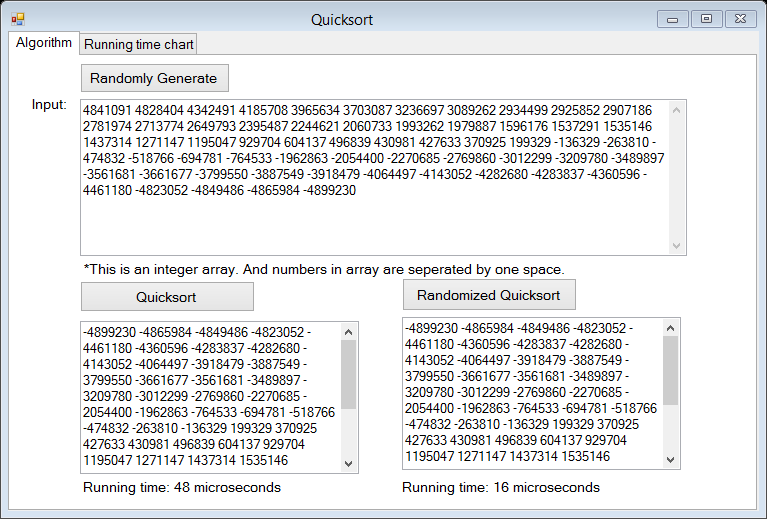 Quicksort
Algorithm
Running time chart
Randomly Generate
Input:
4841091 4828404 4342491 4185708 3965634 3703087 3236697 3089262 2934499 2925852 2907186
2781974 2713774 2649793 2395487 2244621 2060733 1993262 1979887 1596176 1537291 1535146
1437314 1271147 1195047 929704 604137 496839 430981 427633 370925 199329 -136329 -263810 -
474832 -518766 -694781 -764533 -1962863 -2054400 -2270685 -2769860 -3012299 -3209780 -3489897
-3561681 -3661677 -3799550 -3887549 -3918479 -4064497 -4143052 -4282680 -4283837 -4360596 -
4461180 -4823052 -4849486 -4865984 -4899230
*This is an integer array. And numbers in array are seperated by one space.
Quicksort
-4899230 -4865984 -4849486 -4823052 -
4461180 -4360596 -4283837 -4282680 -
4143052 -4064497 -3918479 -3887549 -
3799550 -3661677 -3561681 -3489897 -
3209780 -3012299 -2769860 -2270685 -
2054400 -1962863 -764533 -694781 -518766
-474832 -263810 -136329 199329 370925
427633 430981 496839 604137 929704
1195047 1271147 1437314 1535146
Running time: 48 microseconds
Randomized Quicksort
-4899230 -4865984 -4849486 -4823052 -
4461180 -4360596 -4283837 -4282680 -
4143052 -4064497 -3918479 -3887549 -
3799550 -3661677 -3561681 -3489897 -
3209780 -3012299 -2769860 -2270685 -
2054400 -1962863 -764533 -694781 -518766
-474832 -263810 -136329 199329 370925
427633 430981 496839 604137 929704
1195047 1271147 1437314 1535146
Running time: 16 microseconds